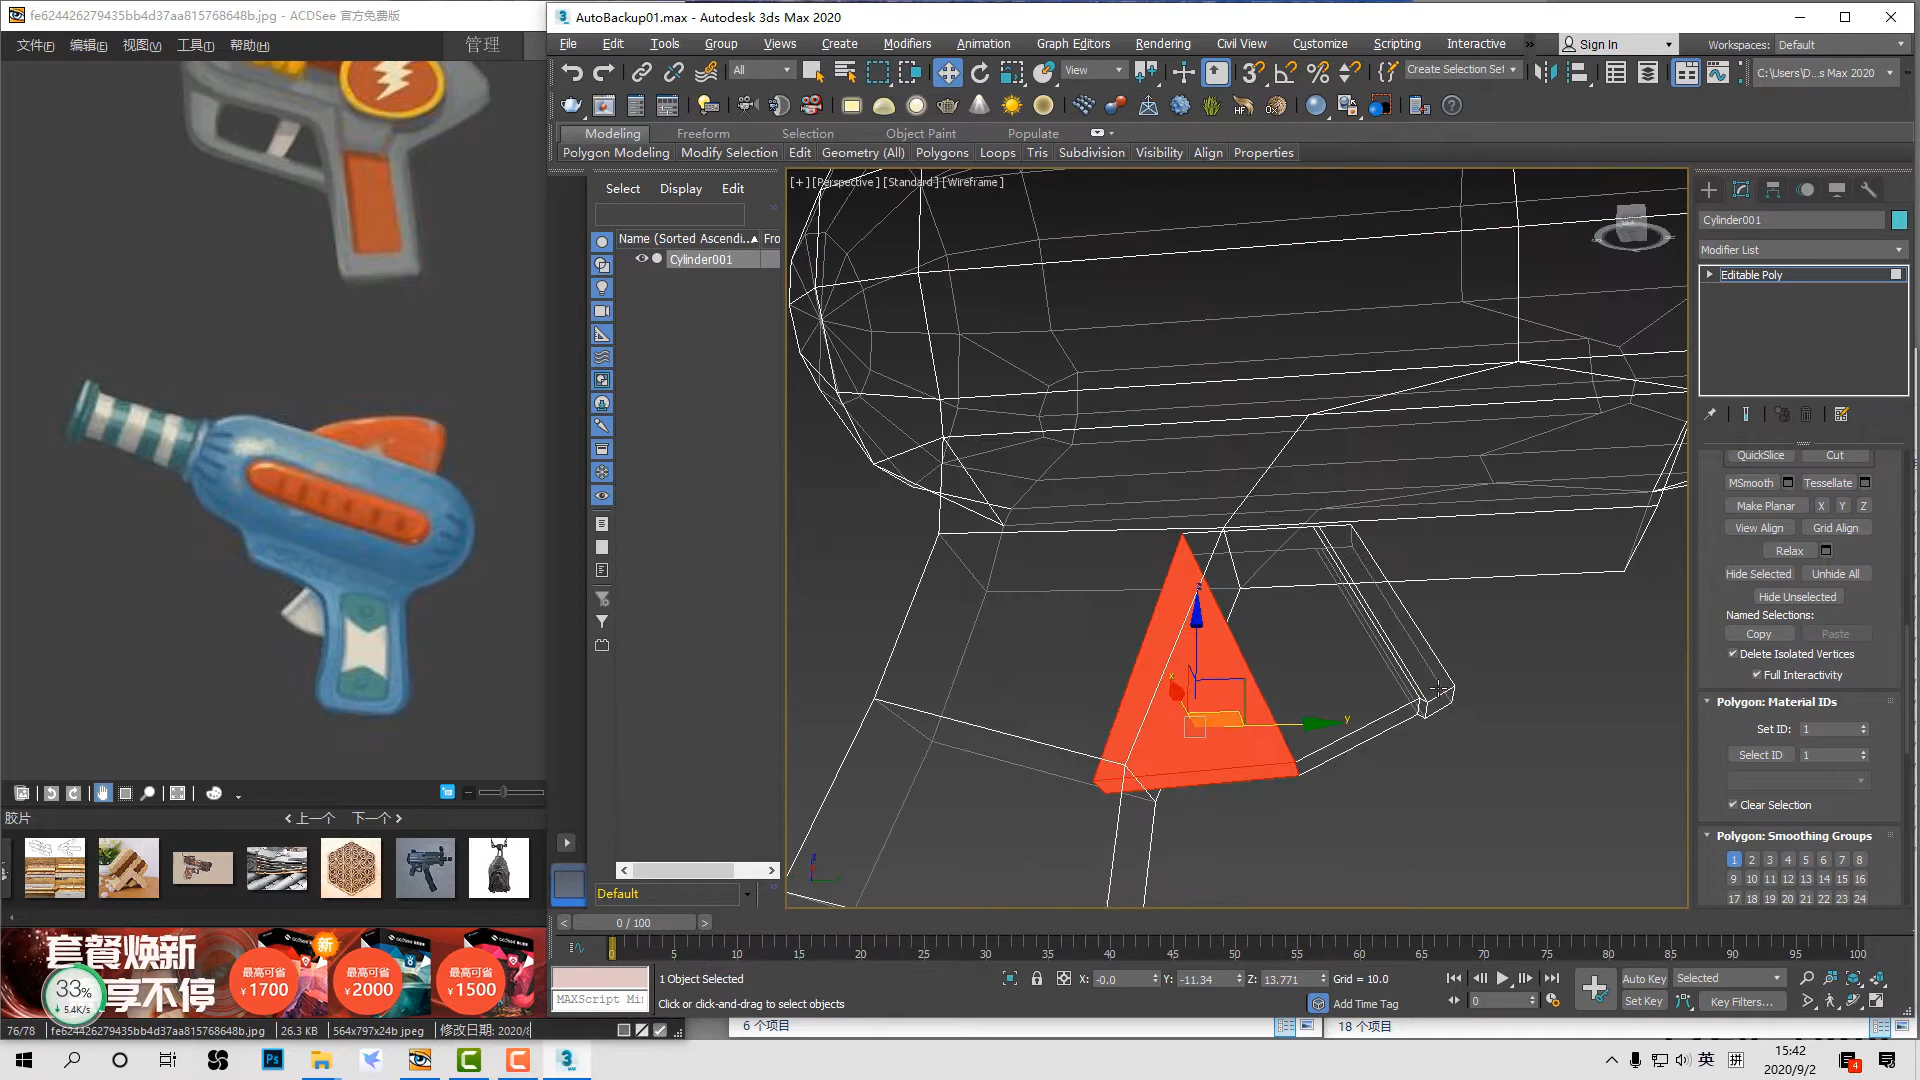 fe624426279435bb4d37aa815768648b.jpg - ACDSee 官方免费版
文件(F) 编辑(E) 视图(V) 工具(T) 帮助(H) 管理
AutoBackup01.max - Autodesk 3ds Max 2020
File Edit Tools Group Views Create Modifiers Animation Graph Editors Rendering Civil View Customize Scripting Interactive » Sign In Workspaces: Default
All View Create Selection Set C:\Users\D...s Max 2020
Modeling Freeform Selection Object Paint Populate
Polygon Modeling Modify Selection Edit Geometry (All) Polygons Loops Tris Subdivision Visibility Align Properties
Select Display Edit
Name (Sorted Ascendi... Fro
Cylinder001
[+] [Perspective] [Standard] [Wireframe]
x y z
Cylinder001
Modifier List
Editable Poly
QuickSlice Cut
MSmooth Tessellate
Make Planar X Y Z
View Align Grid Align
Relax
Hide Selected Unhide All
Hide Unselected
Named Selections:
Copy Paste
Delete Isolated Vertices
Full Interactivity
Polygon: Material IDs
Set ID: 1
Select ID 1
Clear Selection
Polygon: Smoothing Groups
1 2 3 4 5 6 7 8
9 10 11 12 13 14 15 16
17 18 19 20 21 22 23 24
胶片 上一个 下一个
Default
0 / 100
0 5 10 15 20 25 30 35 40 45 50 55 60 65 70 75 80 85 90 95 100
套餐焕新
享不停
新
最高可省 ¥1700
最高可省 ¥2000
最高可省 ¥1500
33%
5.4K/s
MAXScript Mi
1 Object Selected
Click or click-and-drag to select objects
X: -0.0 Y: -11.34 Z: 13.771 Grid = 10.0
Add Time Tag
0
Auto Key Selected
Set Key Key Filters...
76/78 fe624426279435bb4d37aa815768648b.jpg 26.3 KB 564x797x24b jpeg 修改日期: 2020/8
6 个项目 18 个项目
Ps
3
英
拼
15:42
2020/9/2
4